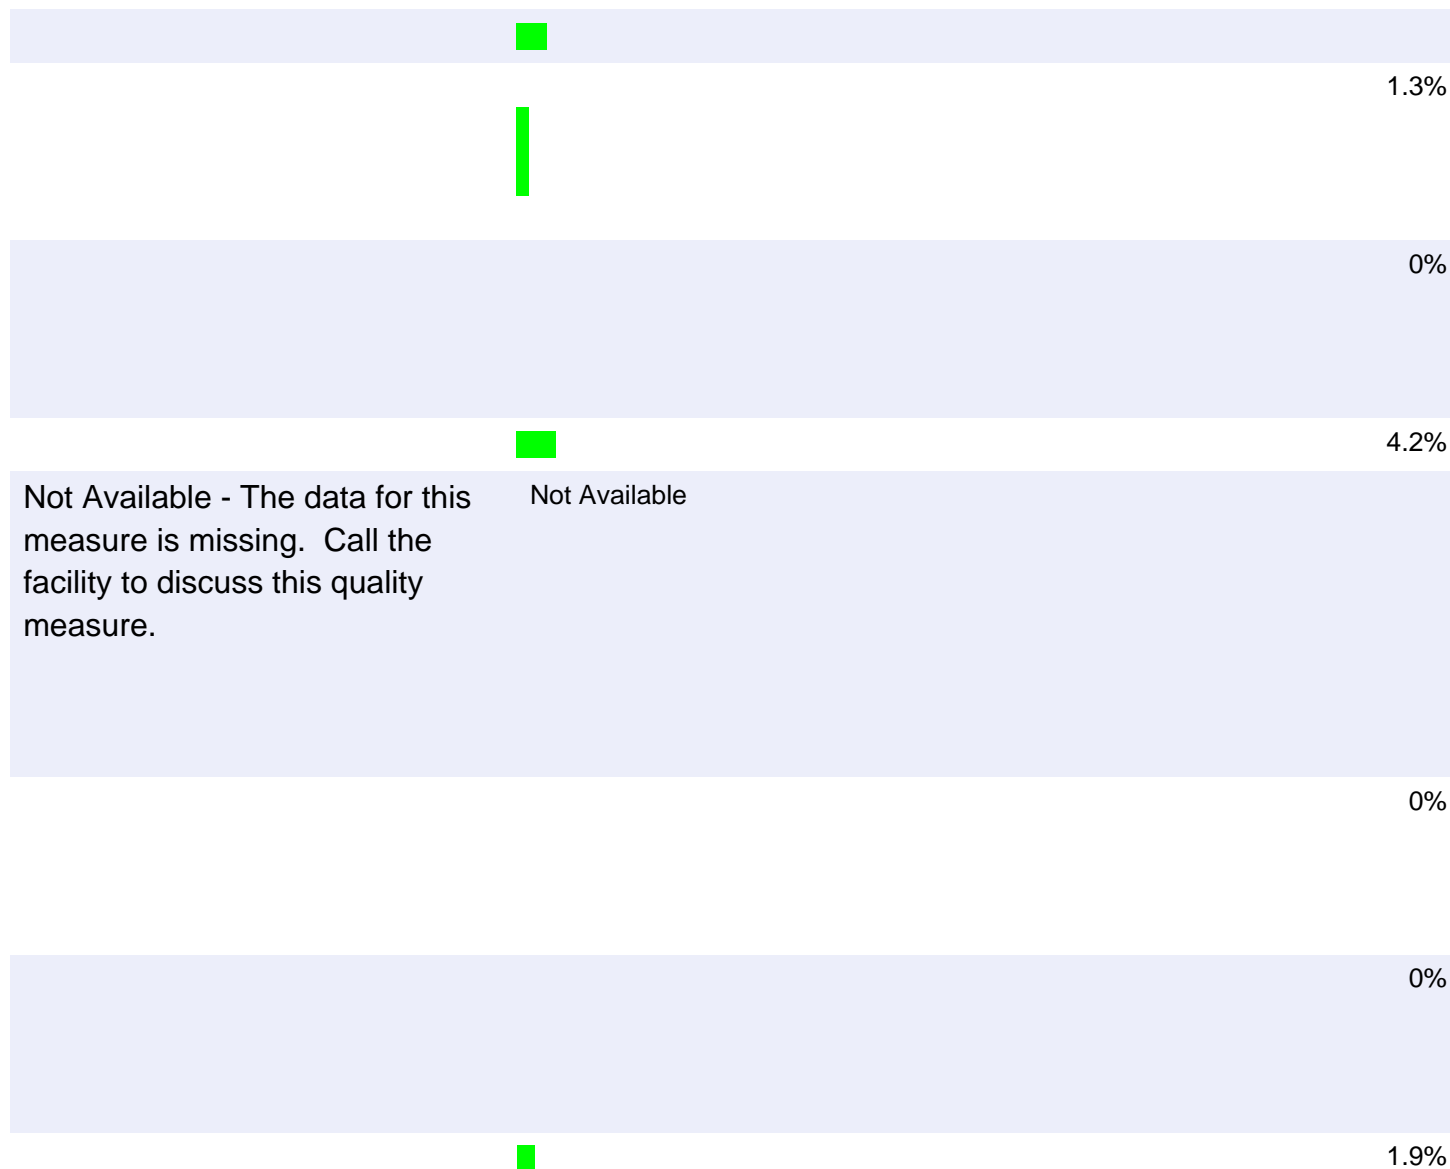 1.3%
0%
4.2%
Not Available - The data for this
measure is missing.  Call the
facility to discuss this quality
measure.
Not Available
0%
0%
1.9%